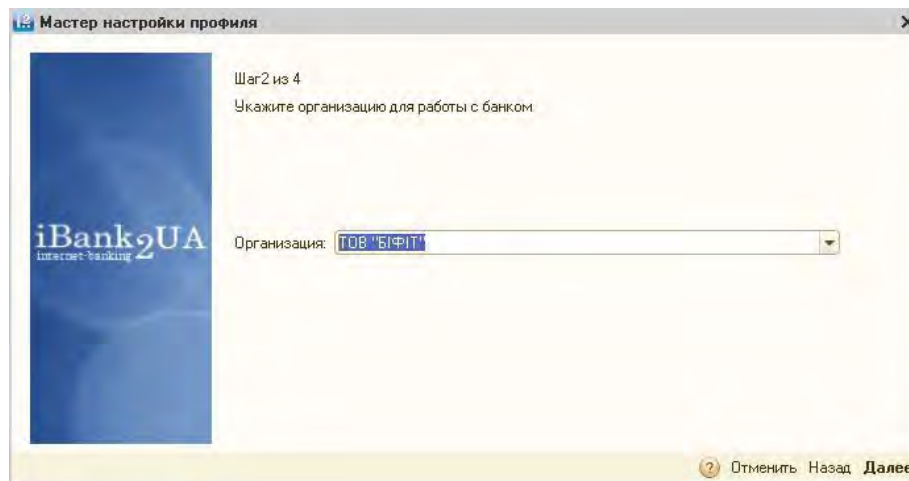 Мастер настройки профиля
Шаг2 из 4
Укажите организацию для работы с банком
iBank2UA
internet-banking
Организация: ТОВ "БІФІТ"
Отменить Назад Далее